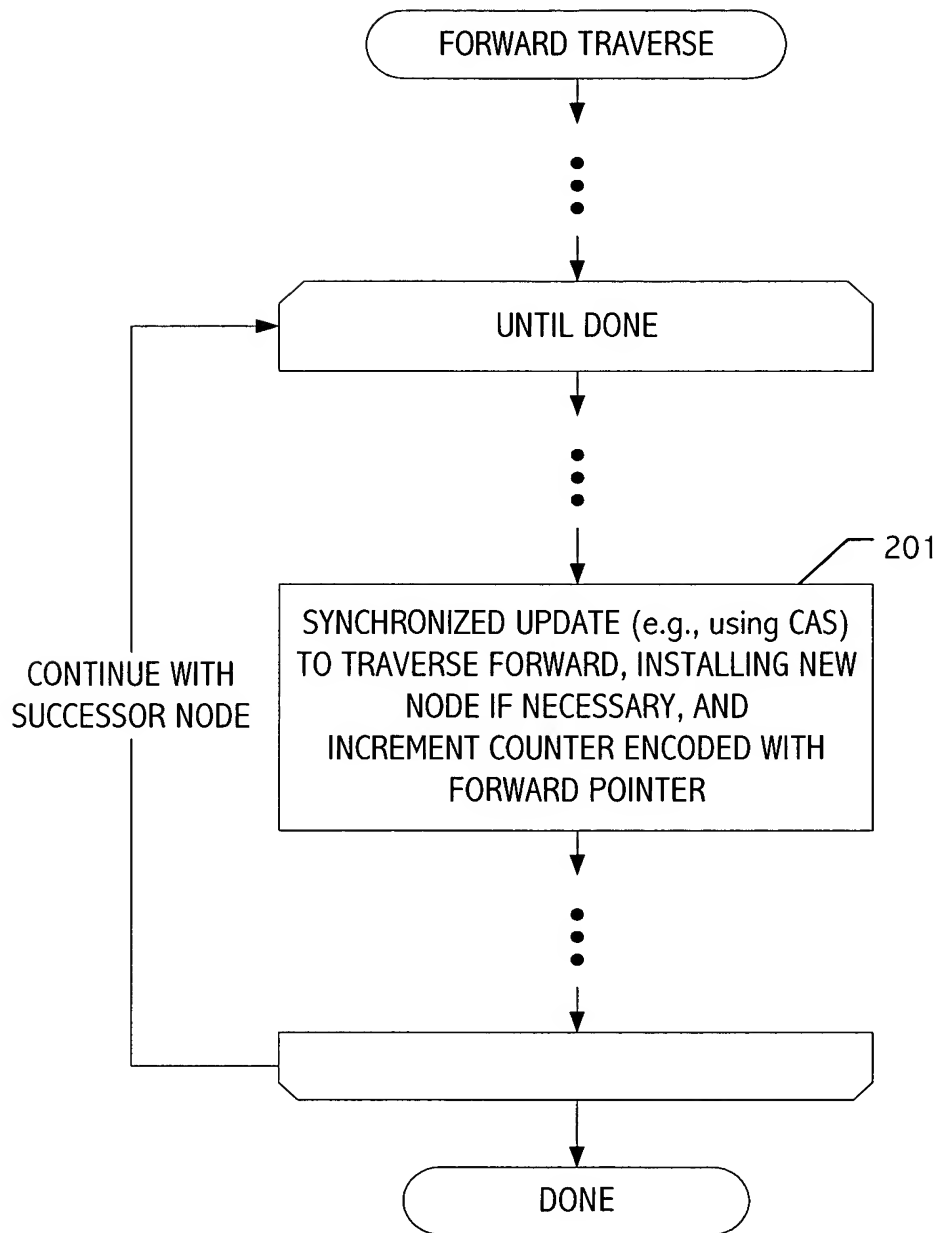 FORWARD TRAVERSE
UNTIL DONE
201
SYNCHRONIZED UPDATE (e.g., using CAS)
TO TRAVERSE FORWARD, INSTALLING NEW
NODE IF NECESSARY, AND
INCREMENT COUNTER ENCODED WITH
FORWARD POINTER
CONTINUE WITH
SUCCESSOR NODE
DONE